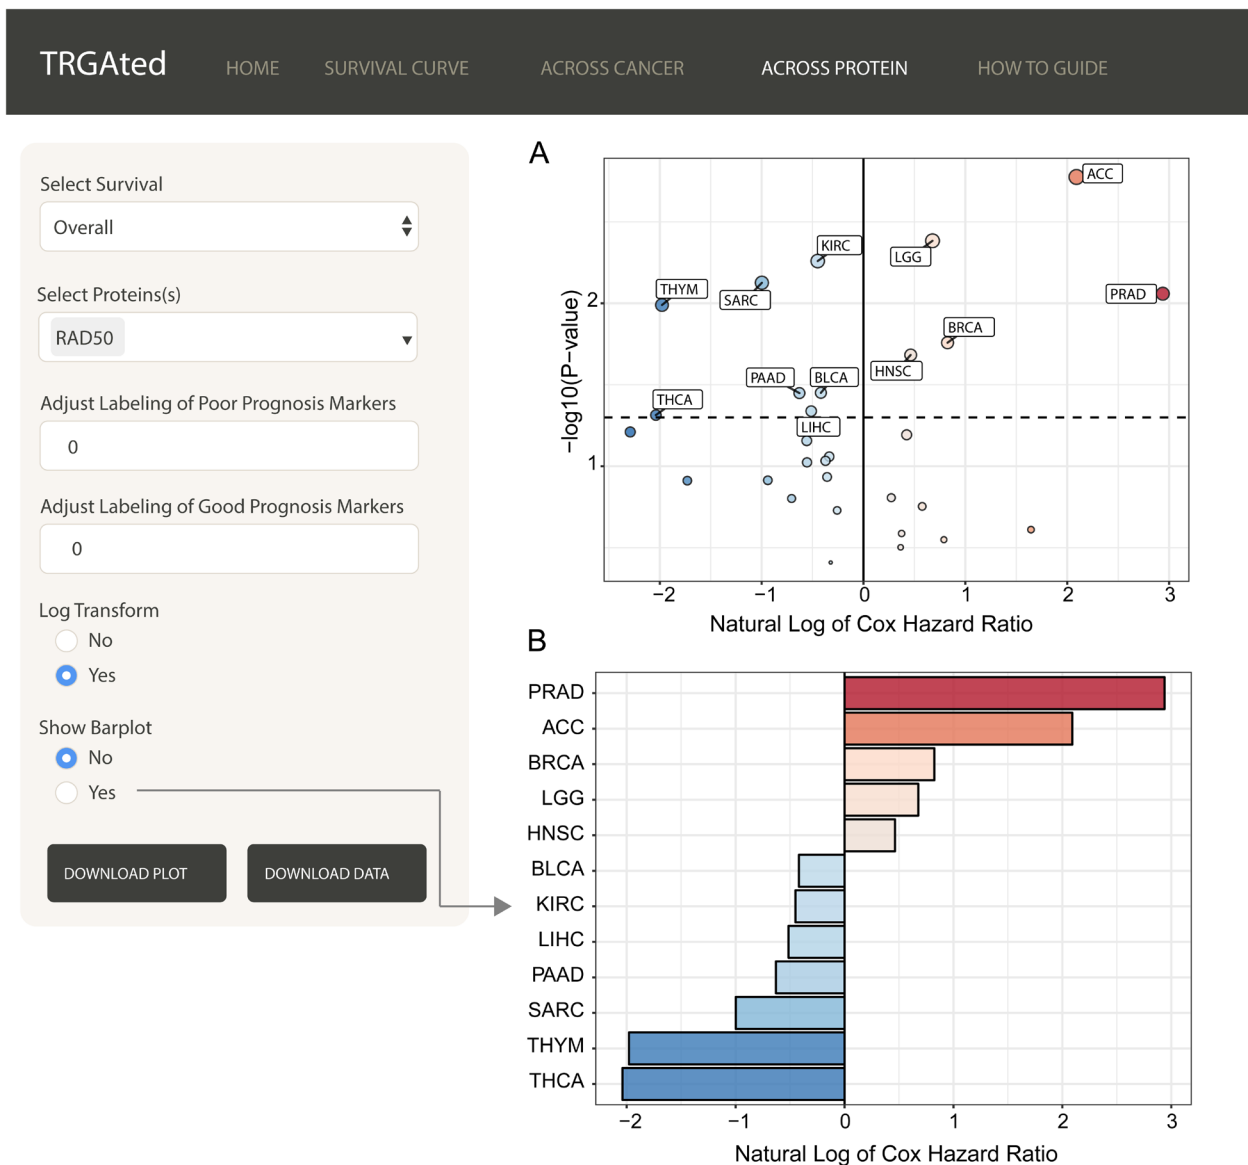 TRGAted
HOME
SURVIVAL CURVE
ACROSS CANCER
ACROSS PROTEIN
HOW TO GUIDE
Select Survival
Overall
Select Proteins(s)
RAD50
Adjust Labeling of Poor Prognosis Markers
0
Adjust Labeling of Good Prognosis Markers
0
Log Transform
No
Yes
Show Barplot
No
Yes
DOWNLOAD PLOT
DOWNLOAD DATA
A
ACC
KIRC
LGG
THYM
SARC
PRAD
BRCA
HNSC
PAAD
BLCA
THCA
LIHC
−log10(P−value)
2
1
−2
−1
0
1
2
3
Natural Log of Cox Hazard Ratio
B
PRAD
ACC
BRCA
LGG
HNSC
BLCA
KIRC
LIHC
PAAD
SARC
THYM
THCA
−2
−1
0
1
2
3
Natural Log of Cox Hazard Ratio